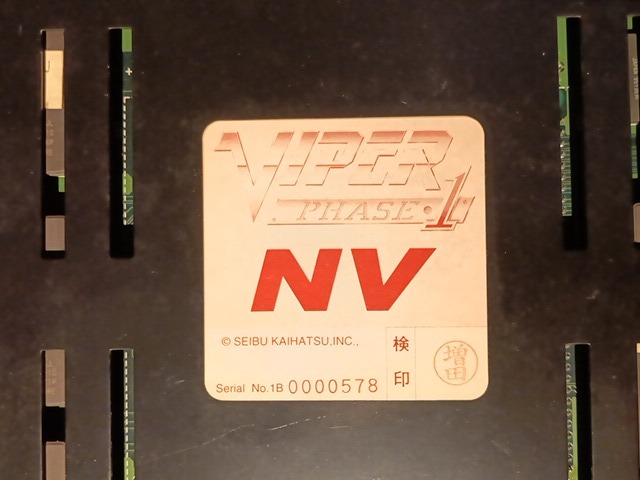 VIPER
PHASE・1
NV
© SEIBU KAIHATSU,INC.,
Serial No.1B 0000578
検
印
増
田